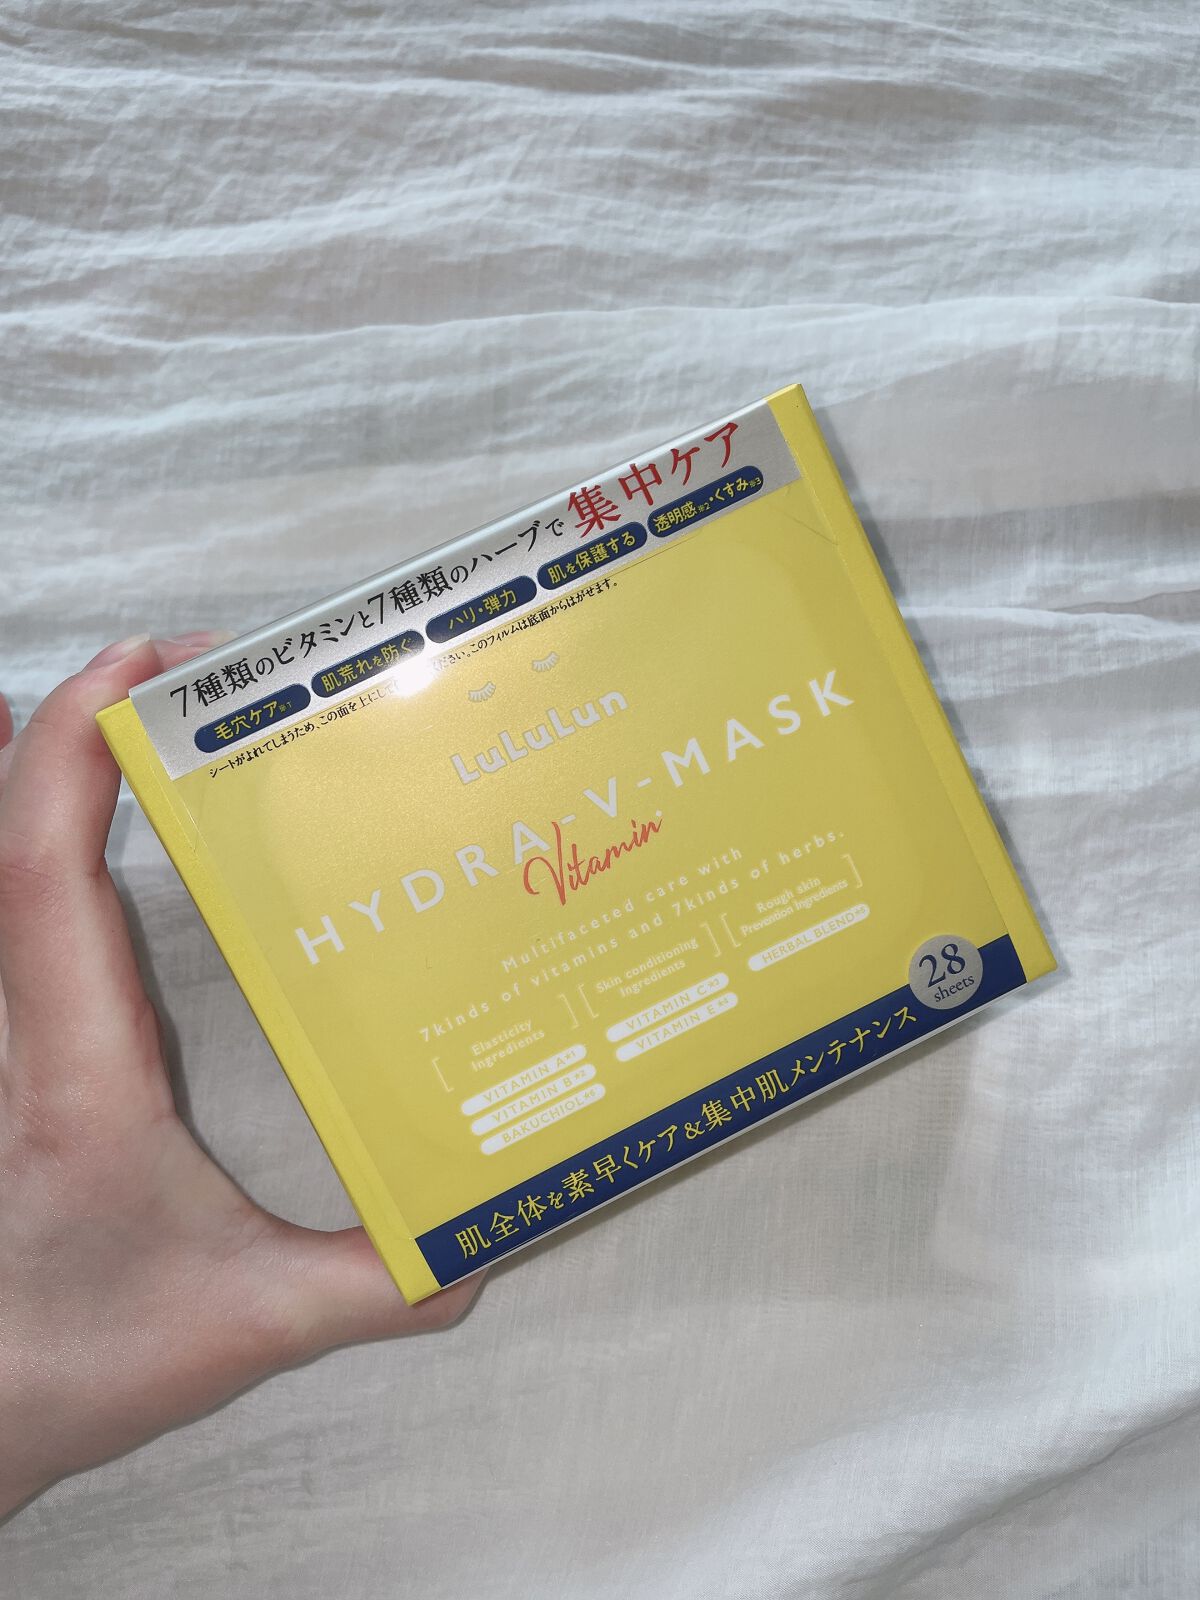 7種類のビタミンと7種類のハーブで集中ケア
毛穴ケア※1
肌荒れを防ぐ
ハリ・弾力
肌を保護する
透明感※2・くすみ※3
シートがよれてしまうため、この面を上にして ください。このフィルムは底面からはがせます。
LuLuLun
HYDRA-V-MASK
Vitamin
Multifaceted care with
7kinds of vitamins and 7kinds of herbs.
Elasticity
Ingredients
VITAMIN A*1
VITAMIN B*2
BAKUCHIOL*6
Skin conditioning
Ingredients
VITAMIN C*3
VITAMIN E*4
Rough skin
Prevention Ingredients
HERBAL BLEND*5
28
sheets
肌全体を素早くケア&集中肌メンテナンス